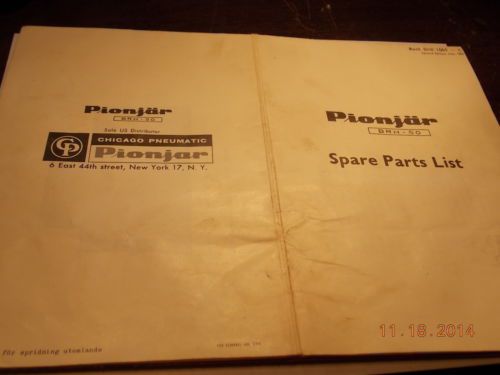 Pionjär
BRH-50
Sole US Distributor
CP
CHICAGO PNEUMATIC
Pionjar
6 East 44th street, New York 17, N. Y.
för spridning utomlands
Pionjär
BRH-50
Spare Parts List
11.18.2014